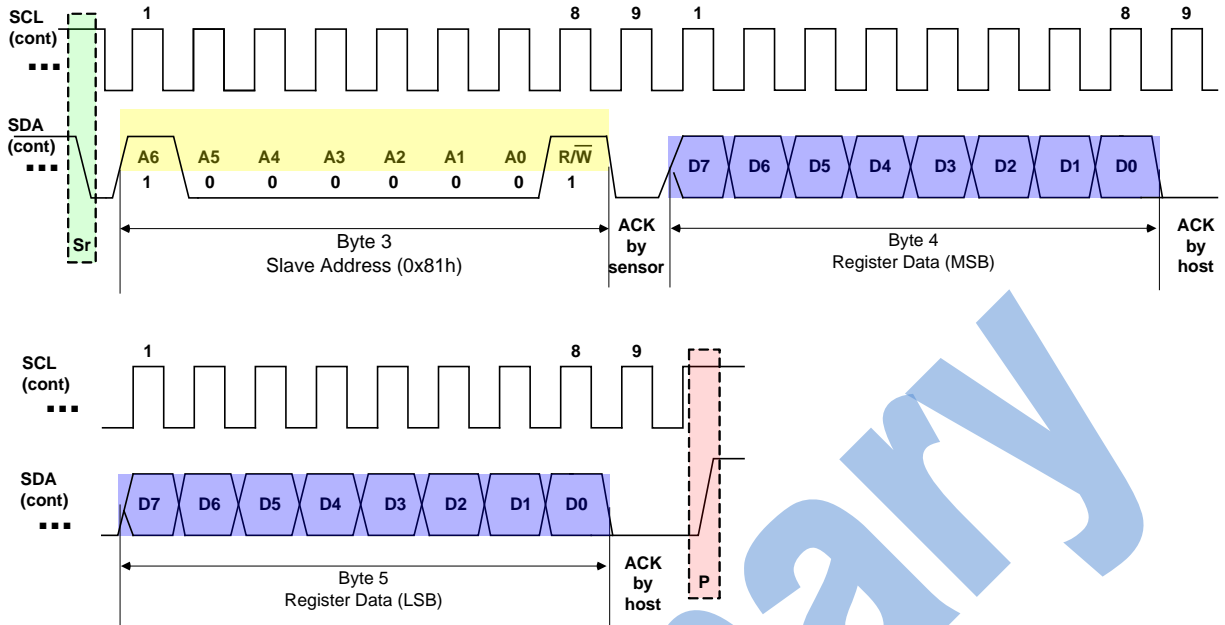 1 8 9 1 8 9
SCL
(cont)
...
SDA
(cont)
...
A6 A5 A4 A3 A2 A1 A0 R/W̅ D7 D6 D5 D4 D3 D2 D1 D0
1 0 0 0 0 0 0 1
Sr
Byte 3
Slave Address (0x81h)
ACK
by
sensor
Byte 4
Register Data (MSB)
ACK
by
host
1 8 9
SCL
(cont)
...
SDA
(cont)
...
D7 D6 D5 D4 D3 D2 D1 D0
Byte 5
Register Data (LSB)
ACK
by
host
P
ary